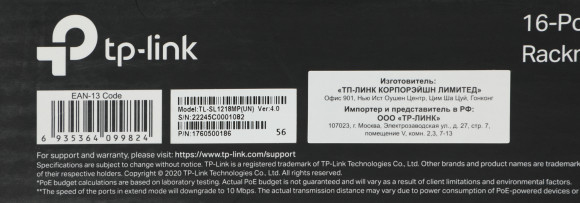 tp-link
16-Po
Rackm
EAN-13 Code
6 935364 099824
Model:TL-SL1218MP(UN) Ver:4.0
S/N:22245C0001082
P/N:1760500186 56
Изготовитель:
«ТП-ЛИНК КОРПОРЭЙШН ЛИМИТЕД»
Офис 901, Нью Ист Оушен Центр, Цим Ша Цуй, Гонконг
Импортер и представитель в РФ:
ООО «ТР-ЛИНК»
107023, г. Москва, Электрозаводская ул., д. 27, стр. 7,
помещение V, комн. 2,3, 7-13
For support and warranty, please visit: https://www.tp-link.com/support
Specifications are subject to change without notice. TP-Link is a registered trademark of TP-Link Technologies Co., Ltd. Other brands and product names are trademark
of their respective holders. Copyright © 2020 TP-Link Technologies Co., Ltd. All rights reserved.
*PoE budget calculations are based on laboratory testing. Actual PoE budget is not guaranteed and will vary as a result of client limitations and environmental factors.
**The speed of the ports in extend mode will downgrade to 10 Mbps. The actual transmission distance may vary due to power consumption of PoE-powered devices or